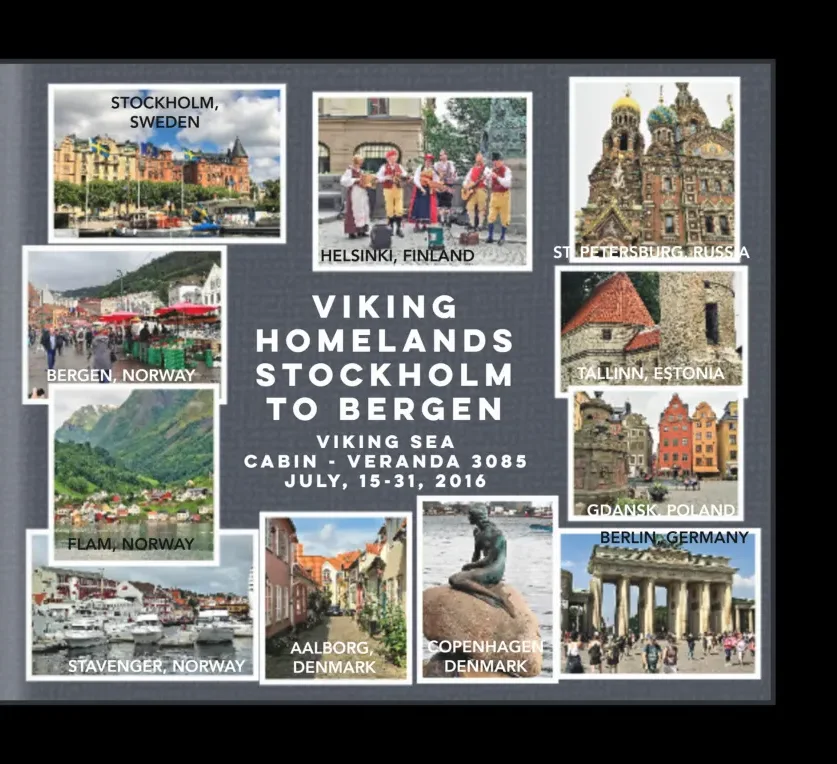 STOCKHOLM,
SWEDEN
HELSINKI, FINLAND
ST. PETERSBURG, RUSSIA
BERGEN, NORWAY
VIKING
HOMELANDS
STOCKHOLM
TO BERGEN
VIKING SEA
CABIN - VERANDA 3085
JULY, 15-31, 2016
TALLINN, ESTONIA
GDANSK, POLAND
FLAM, NORWAY
BERLIN, GERMANY
STAVENGER, NORWAY
AALBORG,
DENMARK
COPENHAGEN
DENMARK